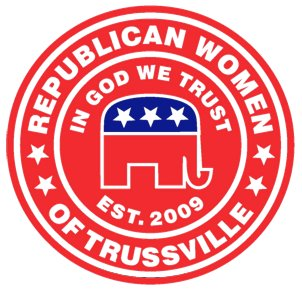 REPUBLICAN WOMEN
IN GOD WE TRUST
EST. 2009
OF TRUSSVILLE